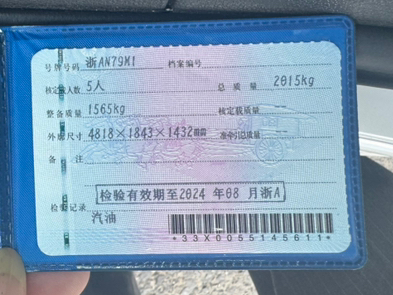 号牌号码 浙AN79M1 档案编号
核定载人数 5人 总质量 2015kg
整备质量 1565kg 核定载质量 --
外廓尺寸 4818×1843×1432mm 准牵引总质量 --
备注
检验有效期至2024年08月浙A
检验记录
汽油
*33X0055145611*